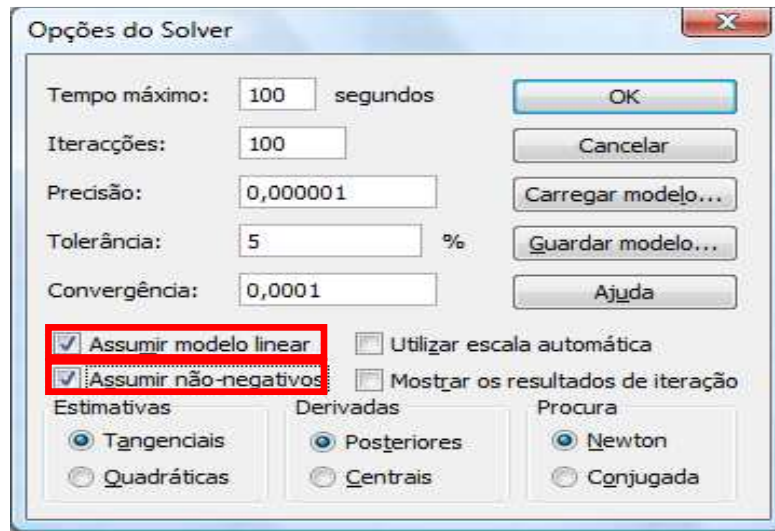 Opções do Solver
Tempo máximo: 100 segundos OK
Iteracções: 100 Cancelar
Precisão: 0,000001 Carregar modelo...
Tolerância: 5 % Guardar modelo...
Convergência: 0,0001 Ajuda
Assumir modelo linear Utilizar escala automática
Assumir não-negativos Mostrar os resultados de iteração
Estimativas Derivadas Procura
Tangenciais Posteriores Newton
Quadráticas Centrais Conjugada